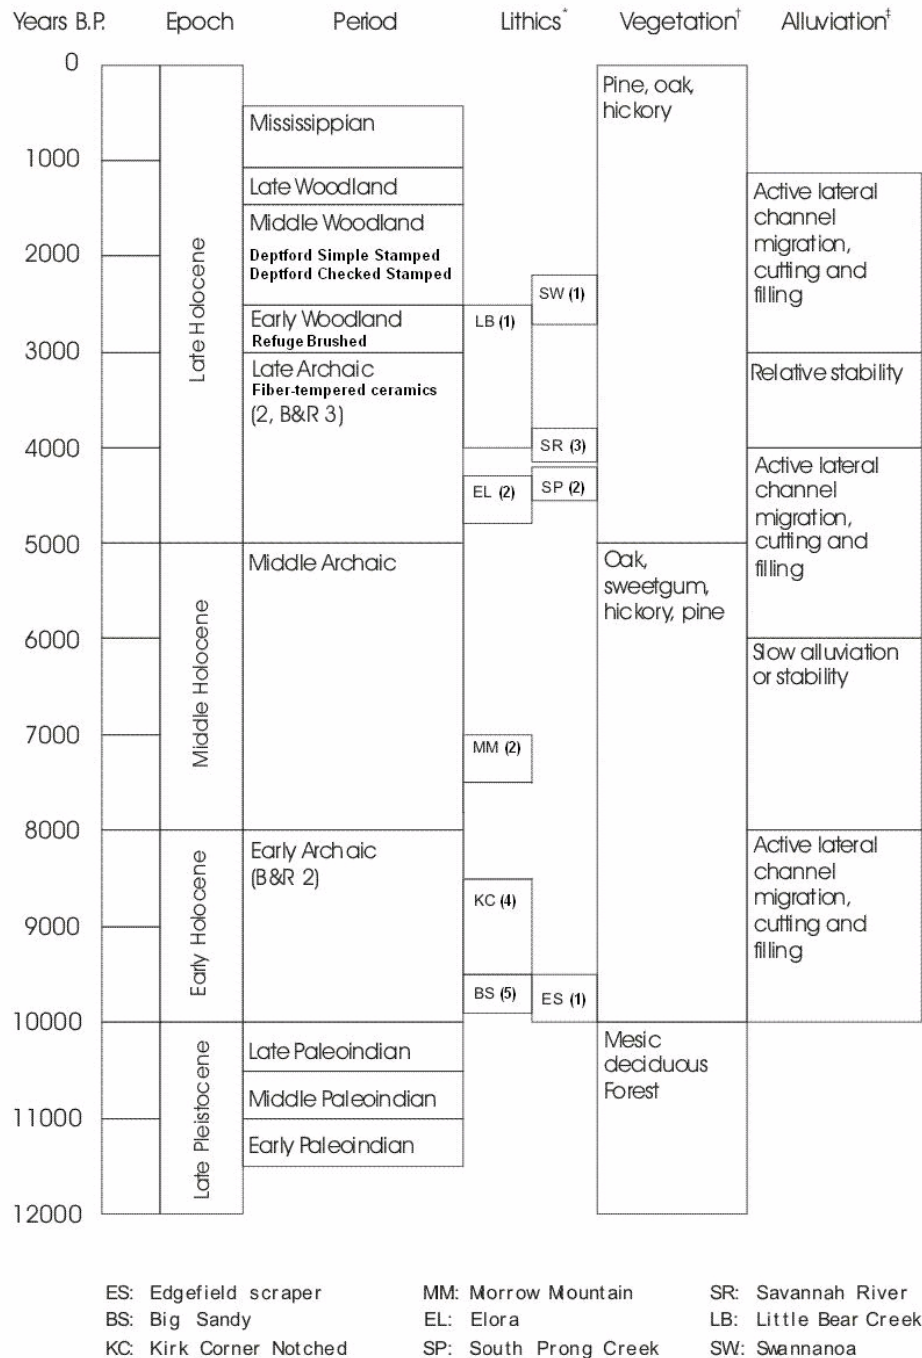 Years B.P. Epoch Period Lithics* Vegetation† Alluviation‡
0
1000
2000
3000
4000
5000
6000
7000
8000
9000
10000
11000
12000
Late Holocene
Middle Holocene
Early Holocene
Late Pleistocene
Mississippian
Late Woodland
Middle Woodland
Deptford Simple Stamped
Deptford Checked Stamped
Early Woodland
Refuge Brushed
Late Archaic
Fiber-tempered ceramics
(2, B&R 3)
Middle Archaic
Early Archaic
(B&R 2)
Late Paleoindian
Middle Paleoindian
Early Paleoindian
SW (1)
LB (1)
SR (3)
SP (2)
EL (2)
MM (2)
KC (4)
BS (5)
ES (1)
Pine, oak,
hickory
Oak,
sweetgum,
hickory, pine
Mesic
deciduous
Forest
Active lateral
channel
migration,
cutting and
filling
Relative stability
Active lateral
channel
migration,
cutting and
filling
Slow alluviation
or stability
Active lateral
channel
migration,
cutting and
filling
ES: Edgefield scraper MM: Morrow Mountain SR: Savannah River
BS: Big Sandy EL: Elora LB: Little Bear Creek
KC: Kirk Corner Notched SP: South Prong Creek SW: Swannanoa